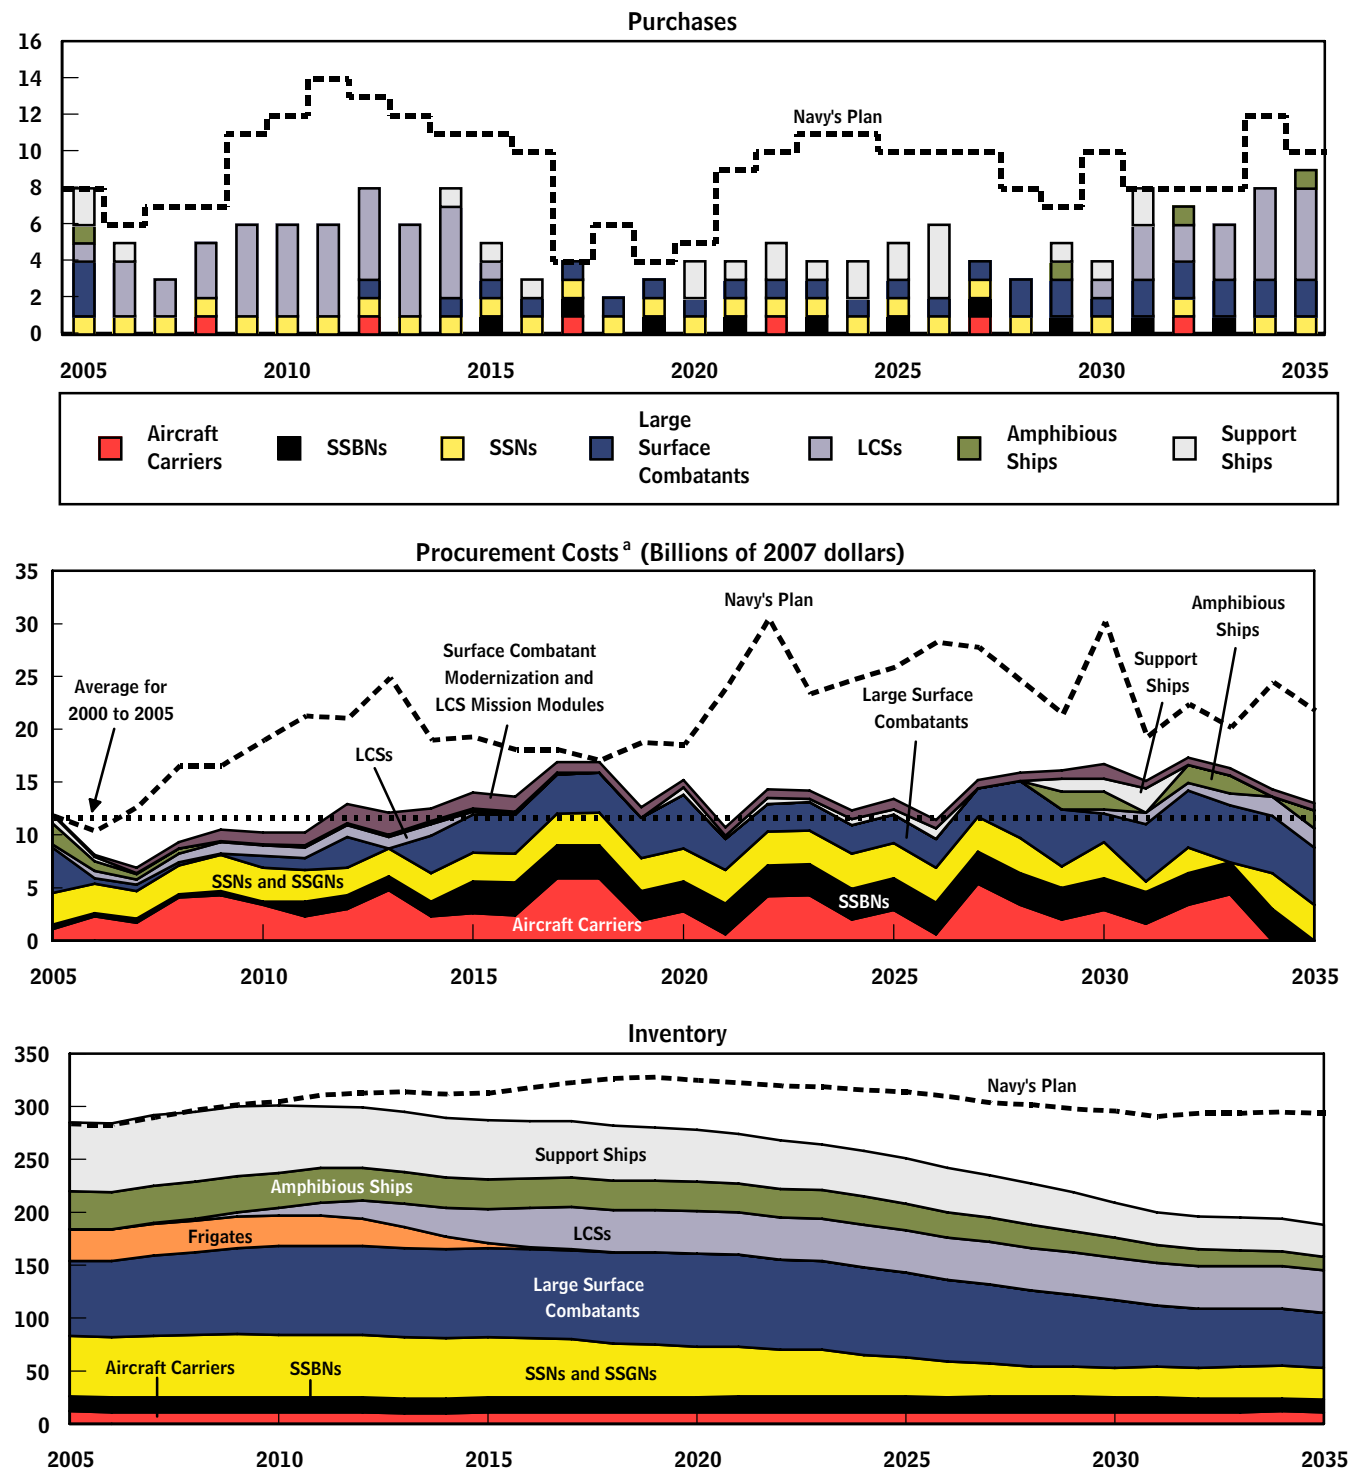 Purchases
16
14
12
10
8
6
4
2
0
Navy's Plan
2005 2010 2015 2020 2025 2030 2035
Aircraft
Carriers
SSBNs
SSNs
Large
Surface
Combatants
LCSs
Amphibious
Ships
Support
Ships
Procurement Costs a (Billions of 2007 dollars)
35
30
25
20
15
10
5
0
Average for
2000 to 2005
LCSs
Surface Combatant
Modernization and
LCS Mission Modules
Navy's Plan
Large Surface
Combatants
Support
Ships
Amphibious
Ships
SSNs and SSGNs
SSBNs
Aircraft Carriers
2005 2010 2015 2020 2025 2030 2035
Inventory
350
300
250
200
150
100
50
0
Navy's Plan
Support Ships
Amphibious Ships
LCSs
Frigates
Large Surface
Combatants
Aircraft Carriers
SSBNs
SSNs and SSGNs
2005 2010 2015 2020 2025 2030 2035